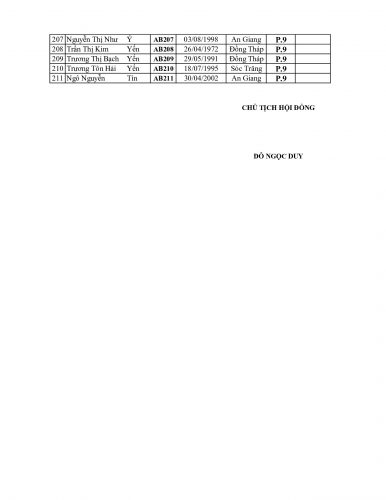 207 Nguyễn Thị Như Ý AB207 03/08/1998 An Giang P.9
208 Trần Thị Kim Yến AB208 26/04/1972 Đồng Tháp P.9
209 Trương Thị Bạch Yến AB209 29/05/1991 Đồng Tháp P.9
210 Trương Tôn Hải Yến AB210 18/07/1995 Sóc Trăng P.9
211 Ngô Nguyễn Tín AB211 30/04/2002 An Giang P.9
CHỦ TỊCH HỘI ĐỒNG
ĐỖ NGỌC DUY